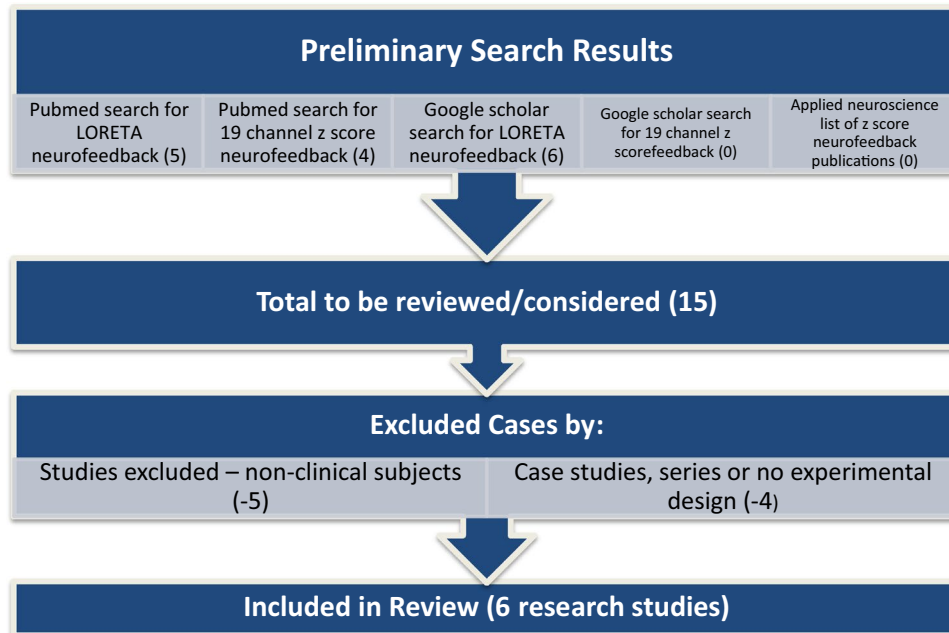 Preliminary Search Results
Pubmed search for
LORETA
neurofeedback (5)
Pubmed search for
19 channel z score
neurofeedback (4)
Google scholar
search for LORETA
neurofeedback (6)
Google scholar search
for 19 channel z
scorefeedback (0)
Applied neuroscience
list of z score
neurofeedback
publications (0)
Total to be reviewed/considered (15)
Excluded Cases by:
Studies excluded – non-clinical subjects
(-5)
Case studies, series or no experimental
design (-4)
Included in Review (6 research studies)